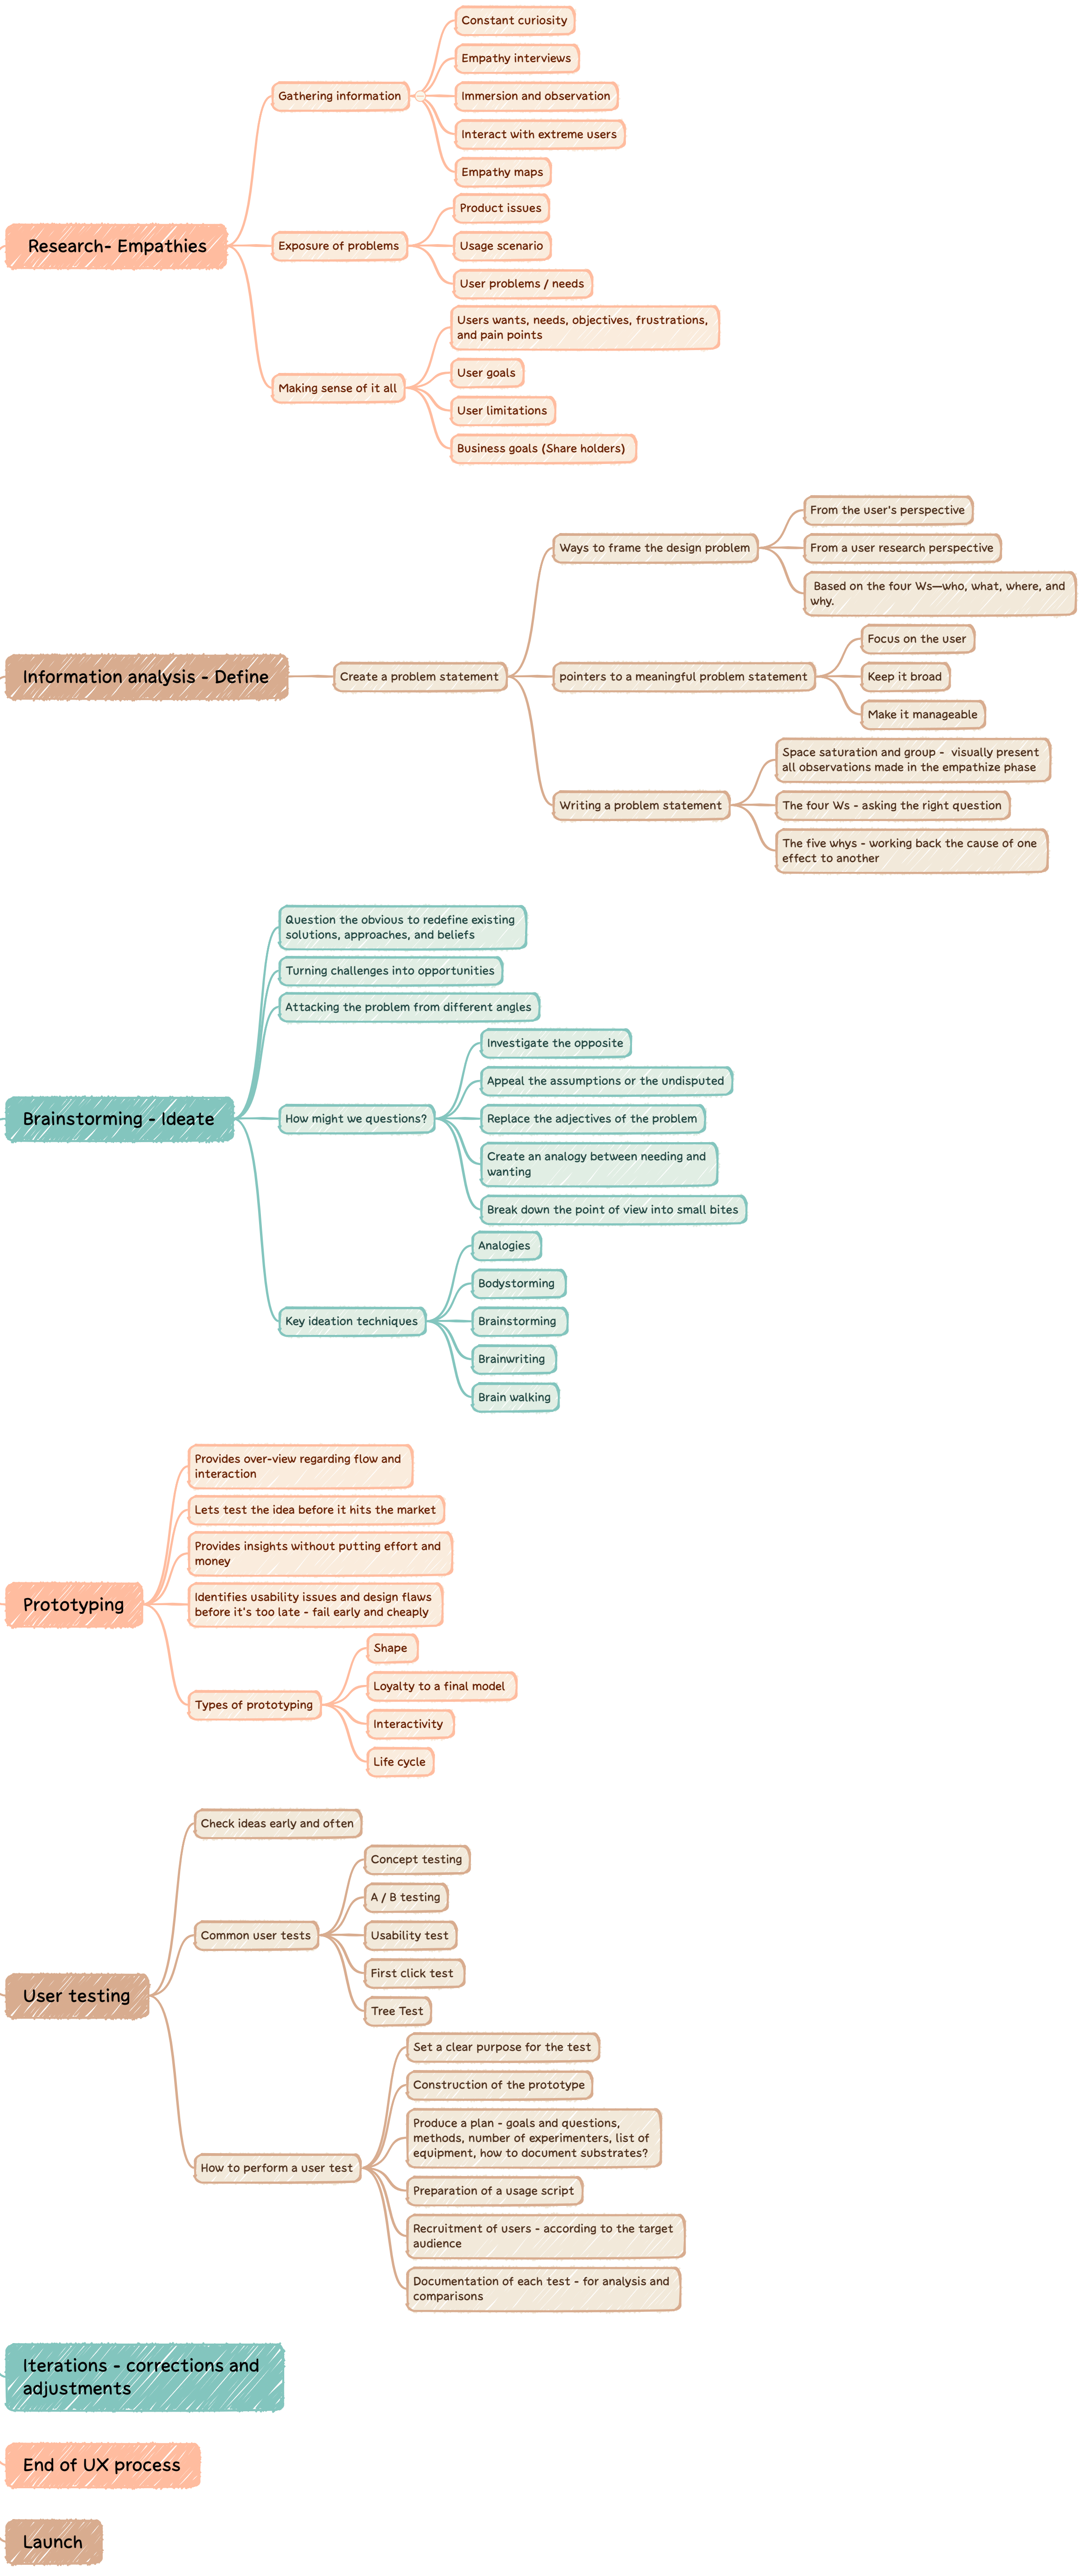 Research- Empathies
Gathering information
Constant curiosity
Empathy interviews
Immersion and observation
Interact with extreme users
Empathy maps
Exposure of problems
Product issues
Usage scenario
User problems / needs
Making sense of it all
Users wants, needs, objectives, frustrations,
and pain points
User goals
User limitations
Business goals (Share holders)
Information analysis - Define
Create a problem statement
Ways to frame the design problem
From the user's perspective
From a user research perspective
Based on the four Ws—who, what, where, and
why.
pointers to a meaningful problem statement
Focus on the user
Keep it broad
Make it manageable
Writing a problem statement
Space saturation and group - visually present
all observations made in the empathize phase
The four Ws - asking the right question
The five whys - working back the cause of one
effect to another
Brainstorming - Ideate
Question the obvious to redefine existing
solutions, approaches, and beliefs
Turning challenges into opportunities
Attacking the problem from different angles
How might we questions?
Investigate the opposite
Appeal the assumptions or the undisputed
Replace the adjectives of the problem
Create an analogy between needing and
wanting
Break down the point of view into small bites
Key ideation techniques
Analogies
Bodystorming
Brainstorming
Brainwriting
Brain walking
Prototyping
Provides over-view regarding flow and
interaction
Lets test the idea before it hits the market
Provides insights without putting effort and
money
Identifies usability issues and design flaws
before it's too late - fail early and cheaply
Types of prototyping
Shape
Loyalty to a final model
Interactivity
Life cycle
User testing
Check ideas early and often
Common user tests
Concept testing
A / B testing
Usability test
First click test
Tree Test
How to perform a user test
Set a clear purpose for the test
Construction of the prototype
Produce a plan - goals and questions,
methods, number of experimenters, list of
equipment, how to document substrates?
Preparation of a usage script
Recruitment of users - according to the target
audience
Documentation of each test - for analysis and
comparisons
Iterations - corrections and
adjustments
End of UX process
Launch